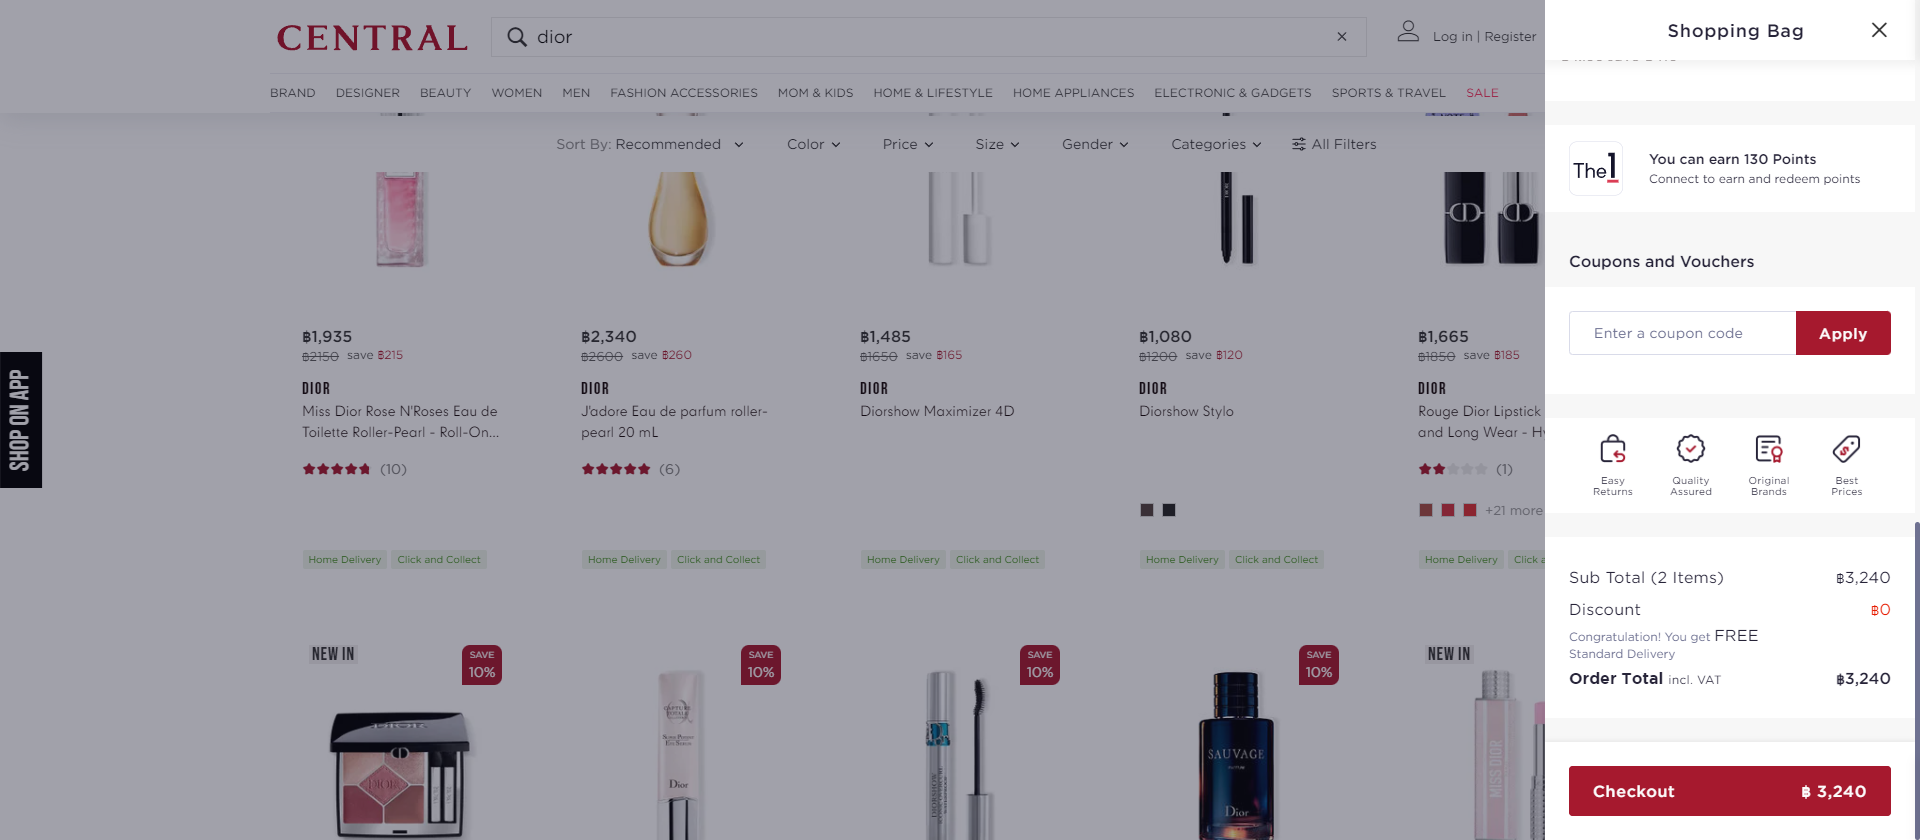 CENTRAL
dior
Log in | Register
BRAND DESIGNER BEAUTY WOMEN MEN FASHION ACCESSORIES MOM & KIDS HOME & LIFESTYLE HOME APPLIANCES ELECTRONIC & GADGETS SPORTS & TRAVEL SALE
Sort By: Recommended Color Price Size Gender Categories All Filters
SHOP ON APP
฿1,935 ฿2,340 ฿1,485 ฿1,080 ฿1,665
฿2150 save ฿215 ฿2600 save ฿260 ฿1650 save ฿165 ฿1200 save ฿120 ฿1850 save ฿185
DIOR DIOR DIOR DIOR DIOR
Miss Dior Rose N'Roses Eau de J'adore Eau de parfum roller- Diorshow Maximizer 4D Diorshow Stylo Rouge Dior Lipstick
Toilette Roller-Pearl - Roll-On... pearl 20 mL and Long Wear - Hy
(10) (6) (1)
+21 more
Home Delivery Click and Collect Home Delivery Click and Collect Home Delivery Click and Collect Home Delivery Click and Collect Home Delivery Click a
NEW IN SAVE SAVE SAVE SAVE NEW IN
10% 10% 10% 10%
DIOR
DIOR
Dior
DIORSHOW
SAUVAGE
Dior
MISS DIOR
Shopping Bag
The1
You can earn 130 Points
Connect to earn and redeem points
Coupons and Vouchers
Enter a coupon code Apply
Easy Quality Original Best
Returns Assured Brands Prices
Sub Total (2 Items) ฿3,240
Discount ฿0
Congratulation! You get FREE
Standard Delivery
Order Total incl. VAT ฿3,240
Checkout ฿ 3,240